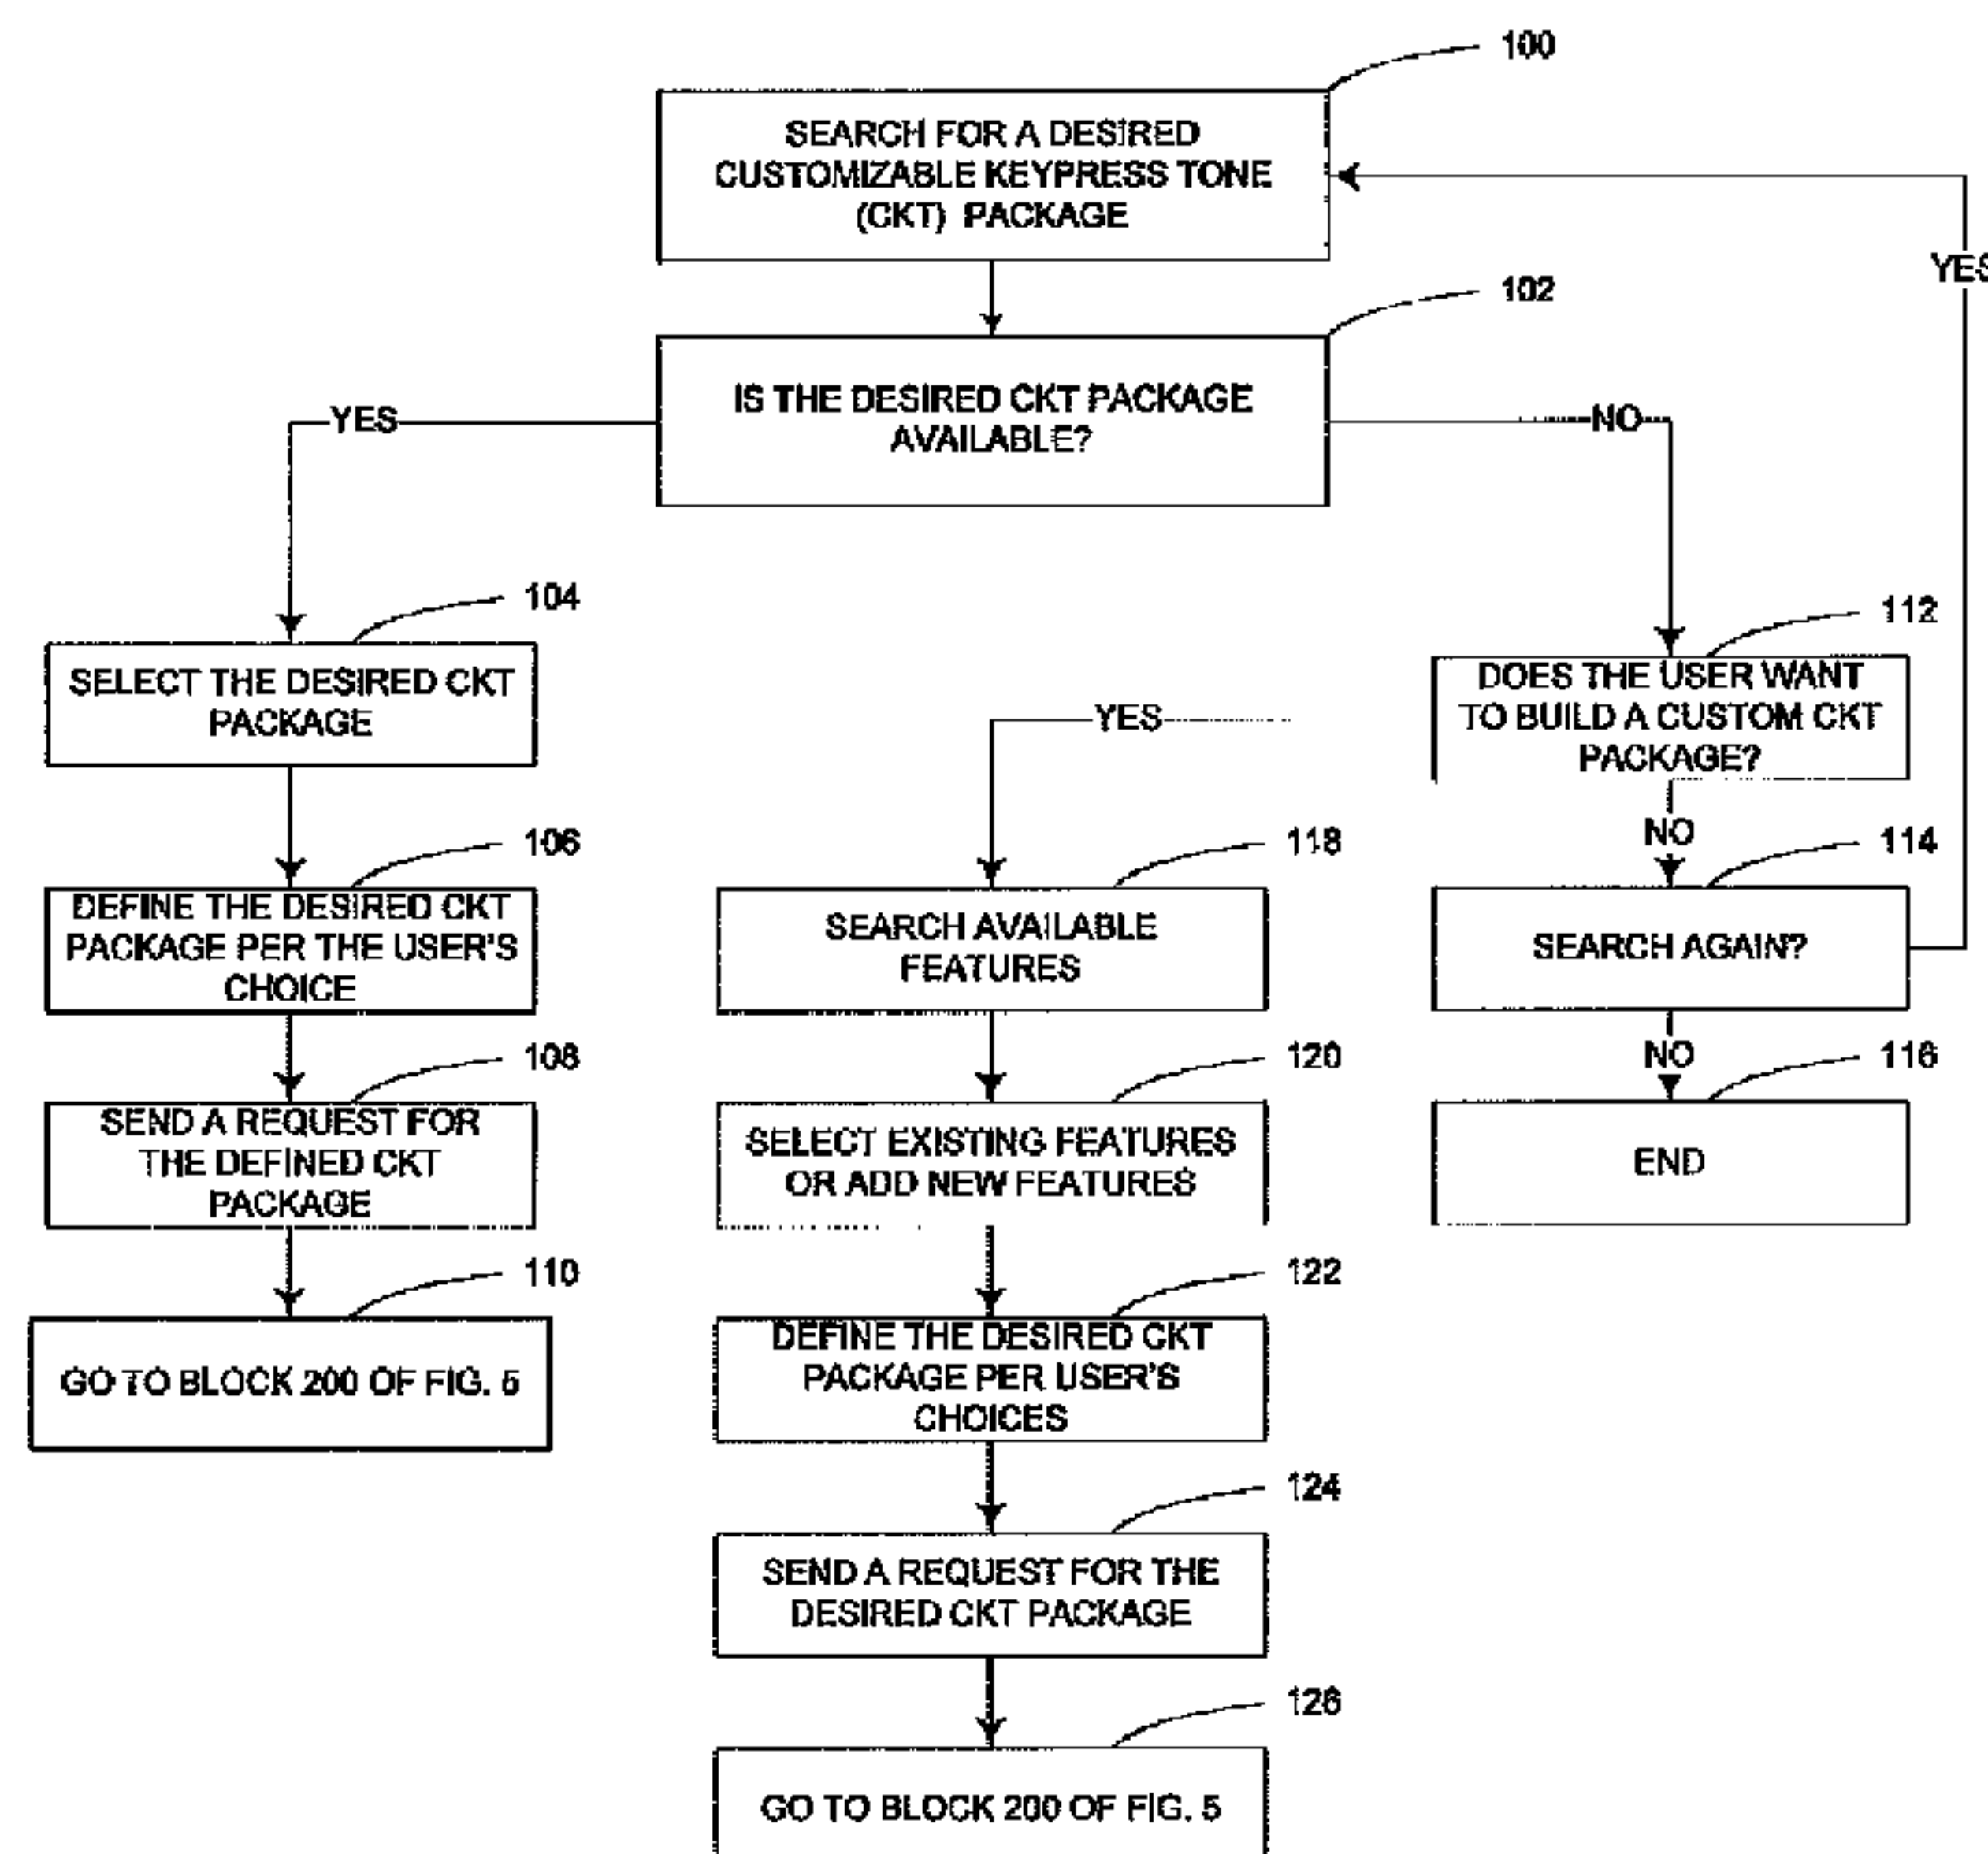 100
SEARCH FOR A DESIRED
CUSTOMIZABLE KEYPRESS TONE
(CKT) PACKAGE
YES
102
IS THE DESIRED CKT PACKAGE
AVAILABLE?
YES
NO
104
SELECT THE DESIRED CKT
PACKAGE
106
DEFINE THE DESIRED CKT
PACKAGE PER THE USER'S
CHOICE
108
SEND A REQUEST FOR
THE DEFINED CKT
PACKAGE
110
GO TO BLOCK 200 OF FIG. 5
112
DOES THE USER WANT
TO BUILD A CUSTOM CKT
PACKAGE?
YES
NO
114
SEARCH AGAIN?
NO
116
END
118
SEARCH AVAILABLE
FEATURES
120
SELECT EXISTING FEATURES
OR ADD NEW FEATURES
122
DEFINE THE DESIRED CKT
PACKAGE PER USER'S
CHOICES
124
SEND A REQUEST FOR THE
DESIRED CKT PACKAGE
126
GO TO BLOCK 200 OF FIG. 5